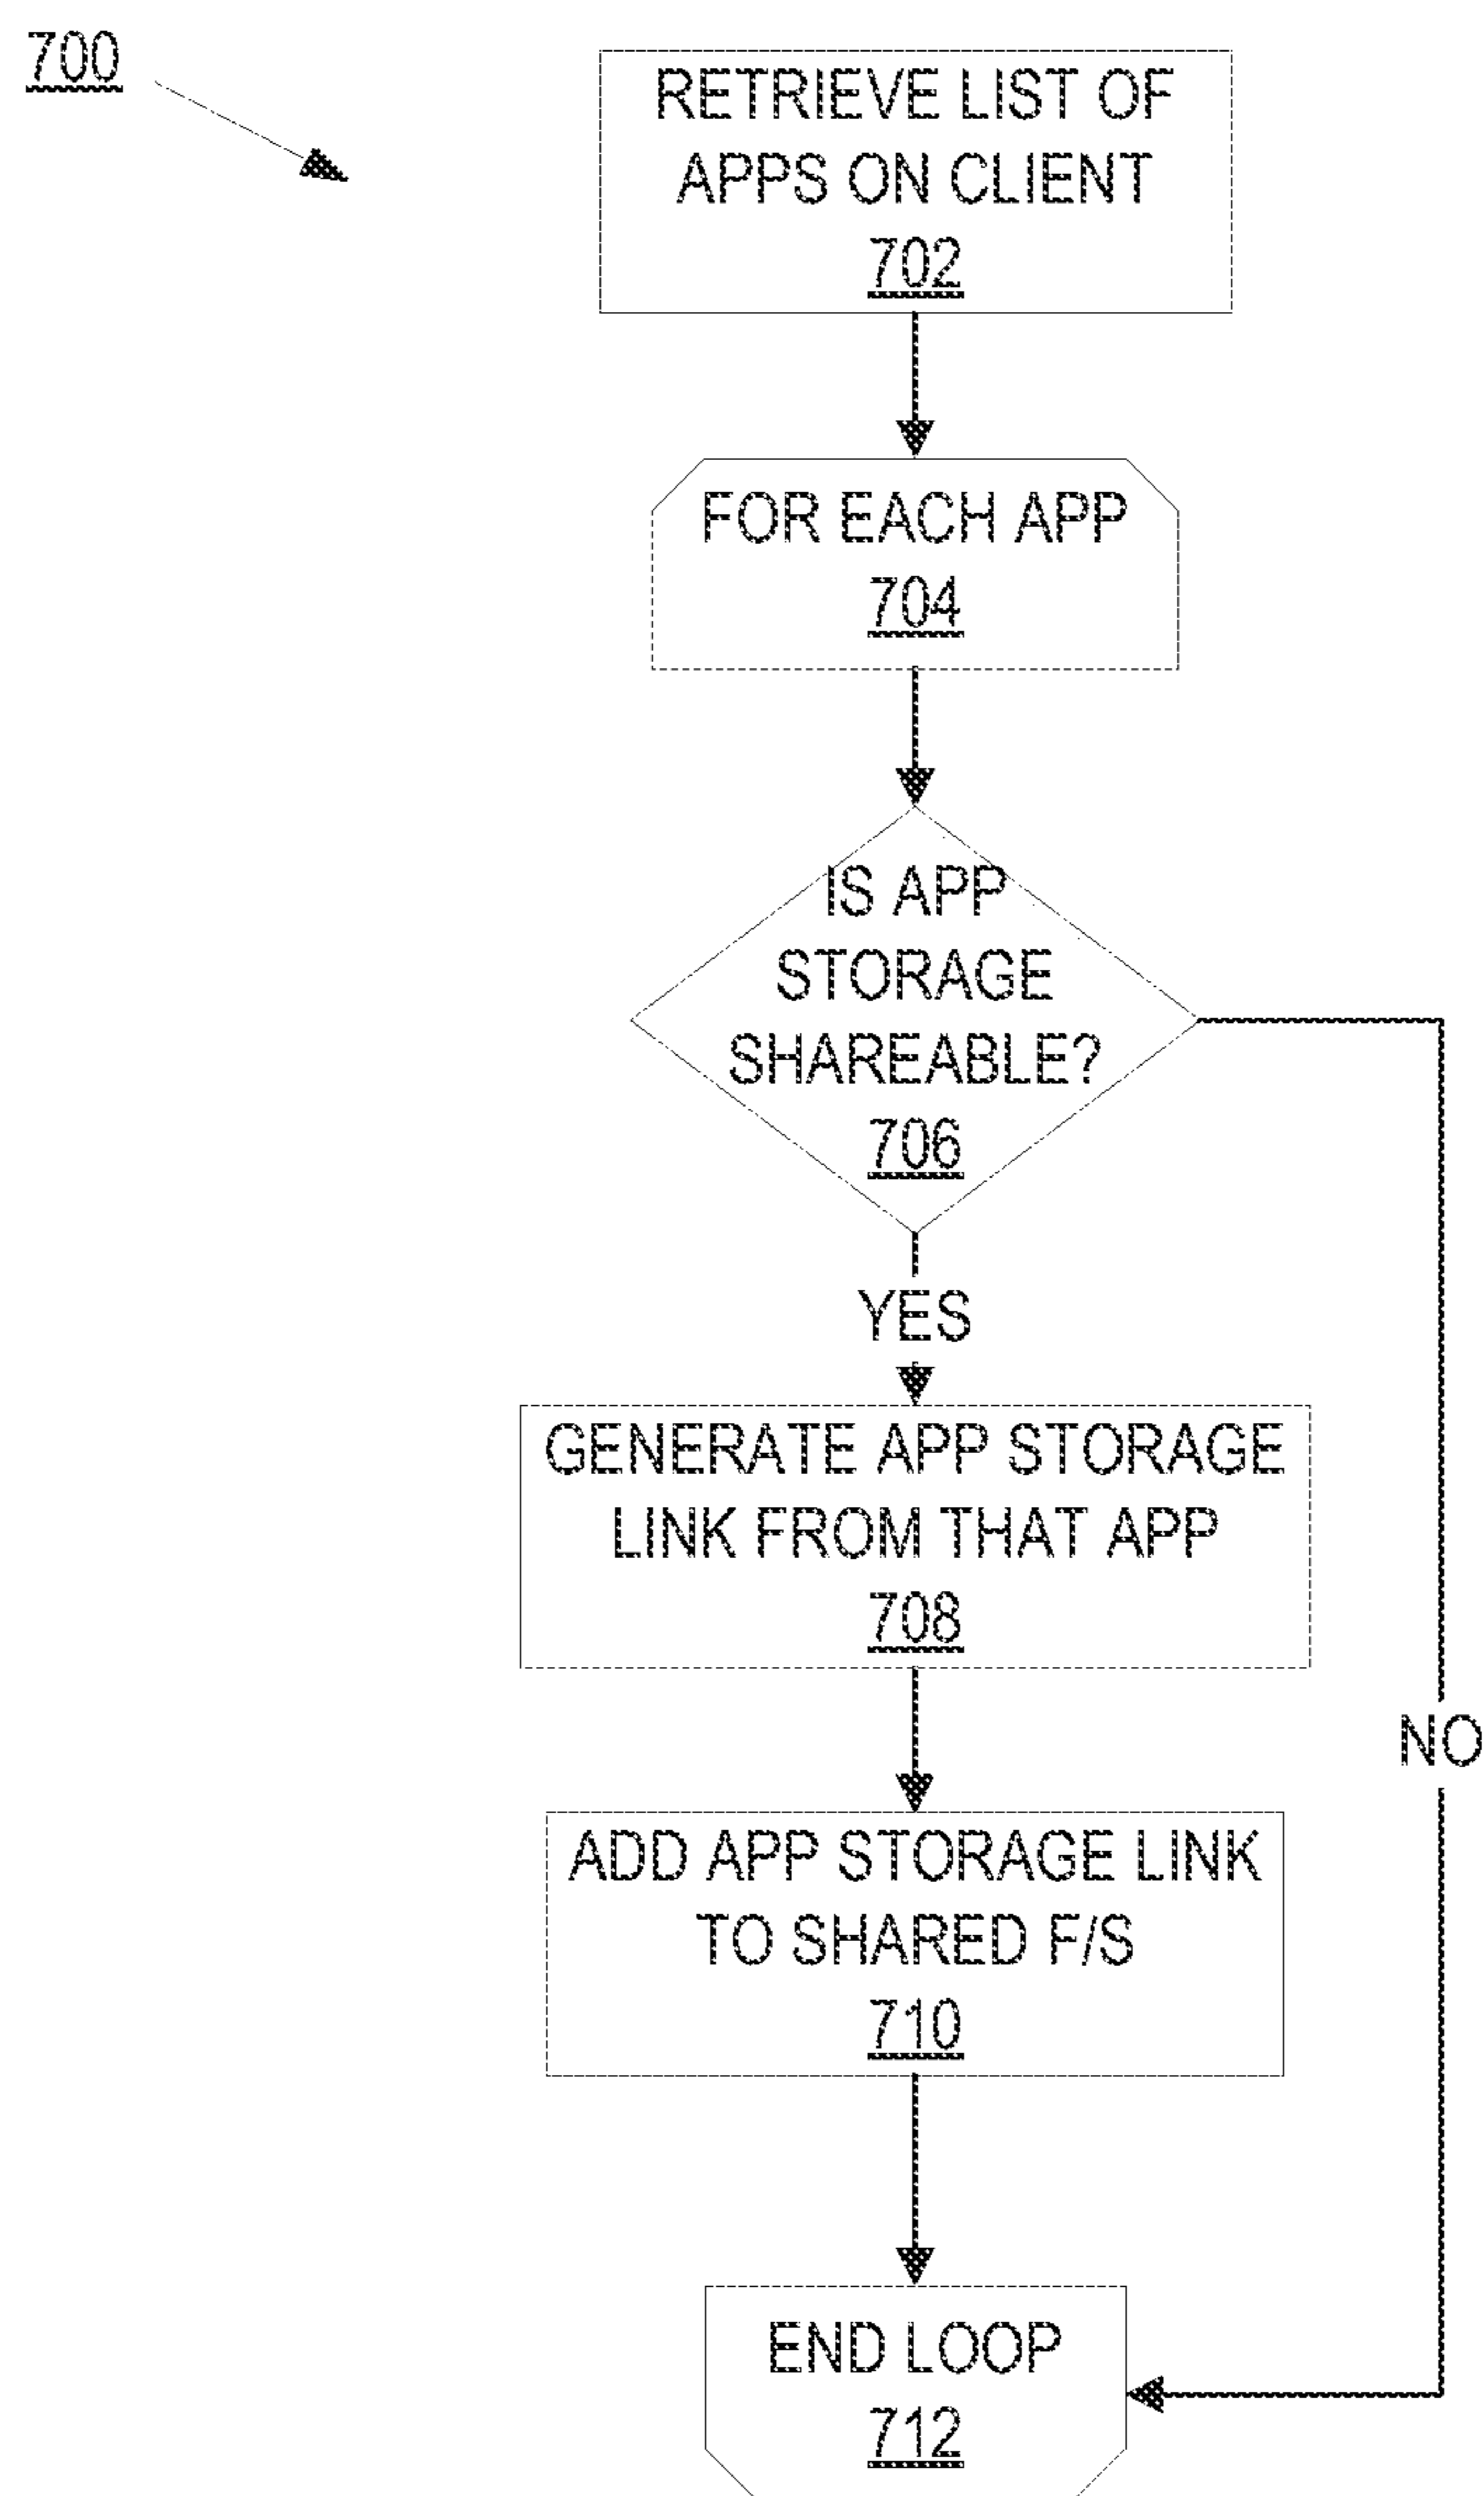 700
RETRIEVE LIST OF
APPS ON CLIENT
702
FOR EACH APP
704
IS APP
STORAGE
SHAREABLE?
706
YES
GENERATE APP STORAGE
LINK FROM THAT APP
708
NO
ADD APP STORAGE LINK
TO SHARED F/S
710
END LOOP
712